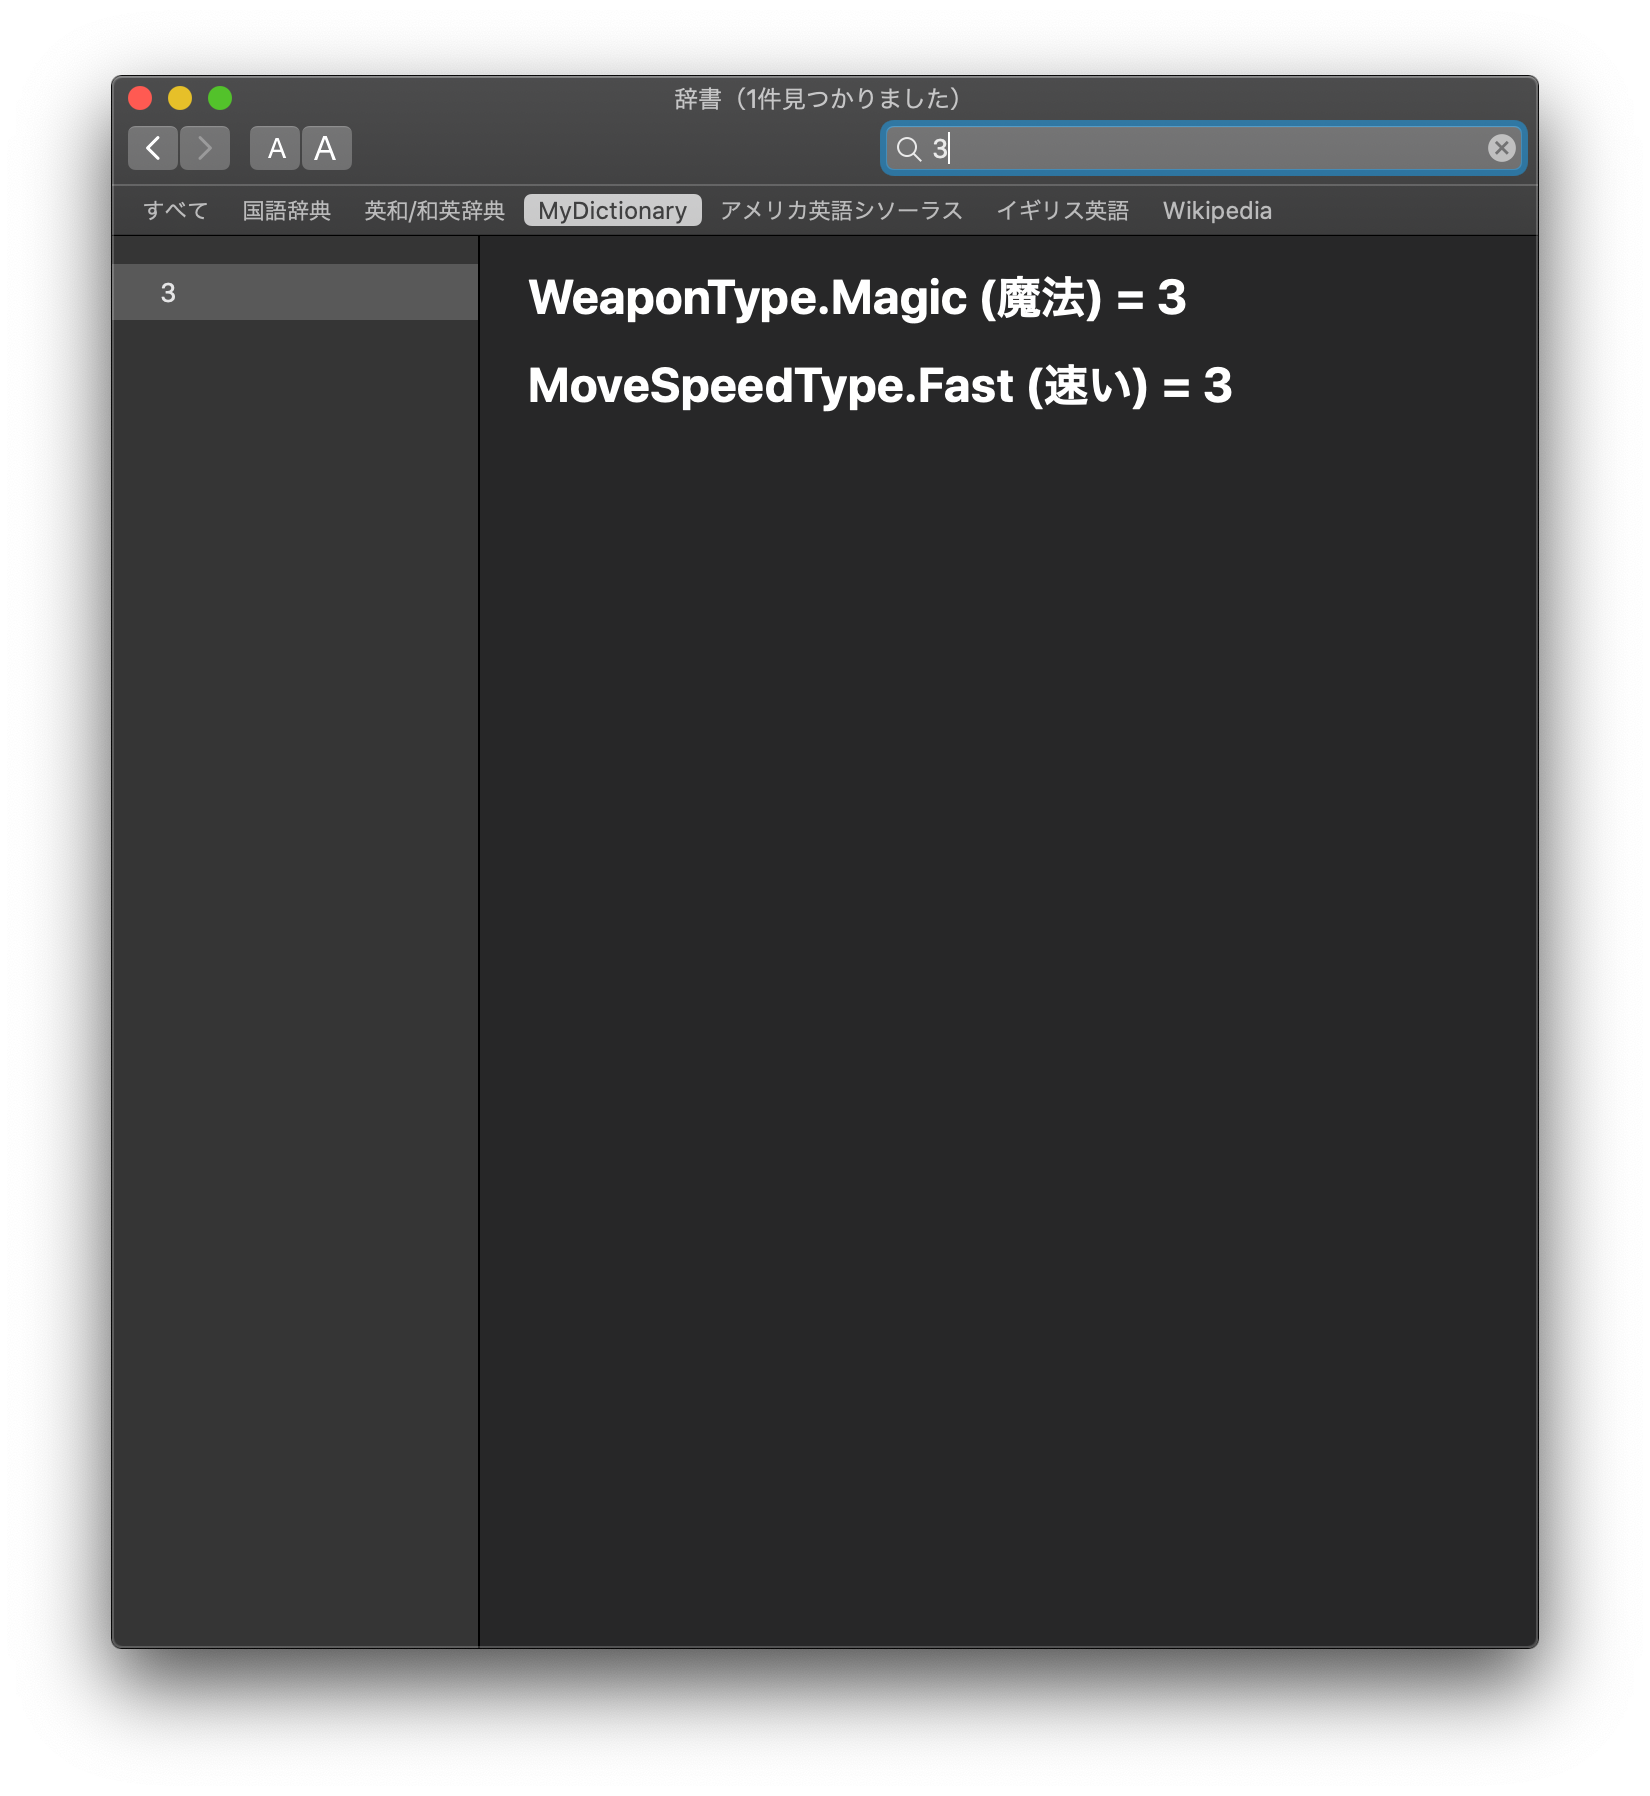 辞書（1件見つかりました）
A A
3
すべて 国語辞典 英和/和英辞典 MyDictionary アメリカ英語シソーラス イギリス英語 Wikipedia
3
WeaponType.Magic (魔法) = 3
MoveSpeedType.Fast (速い) = 3